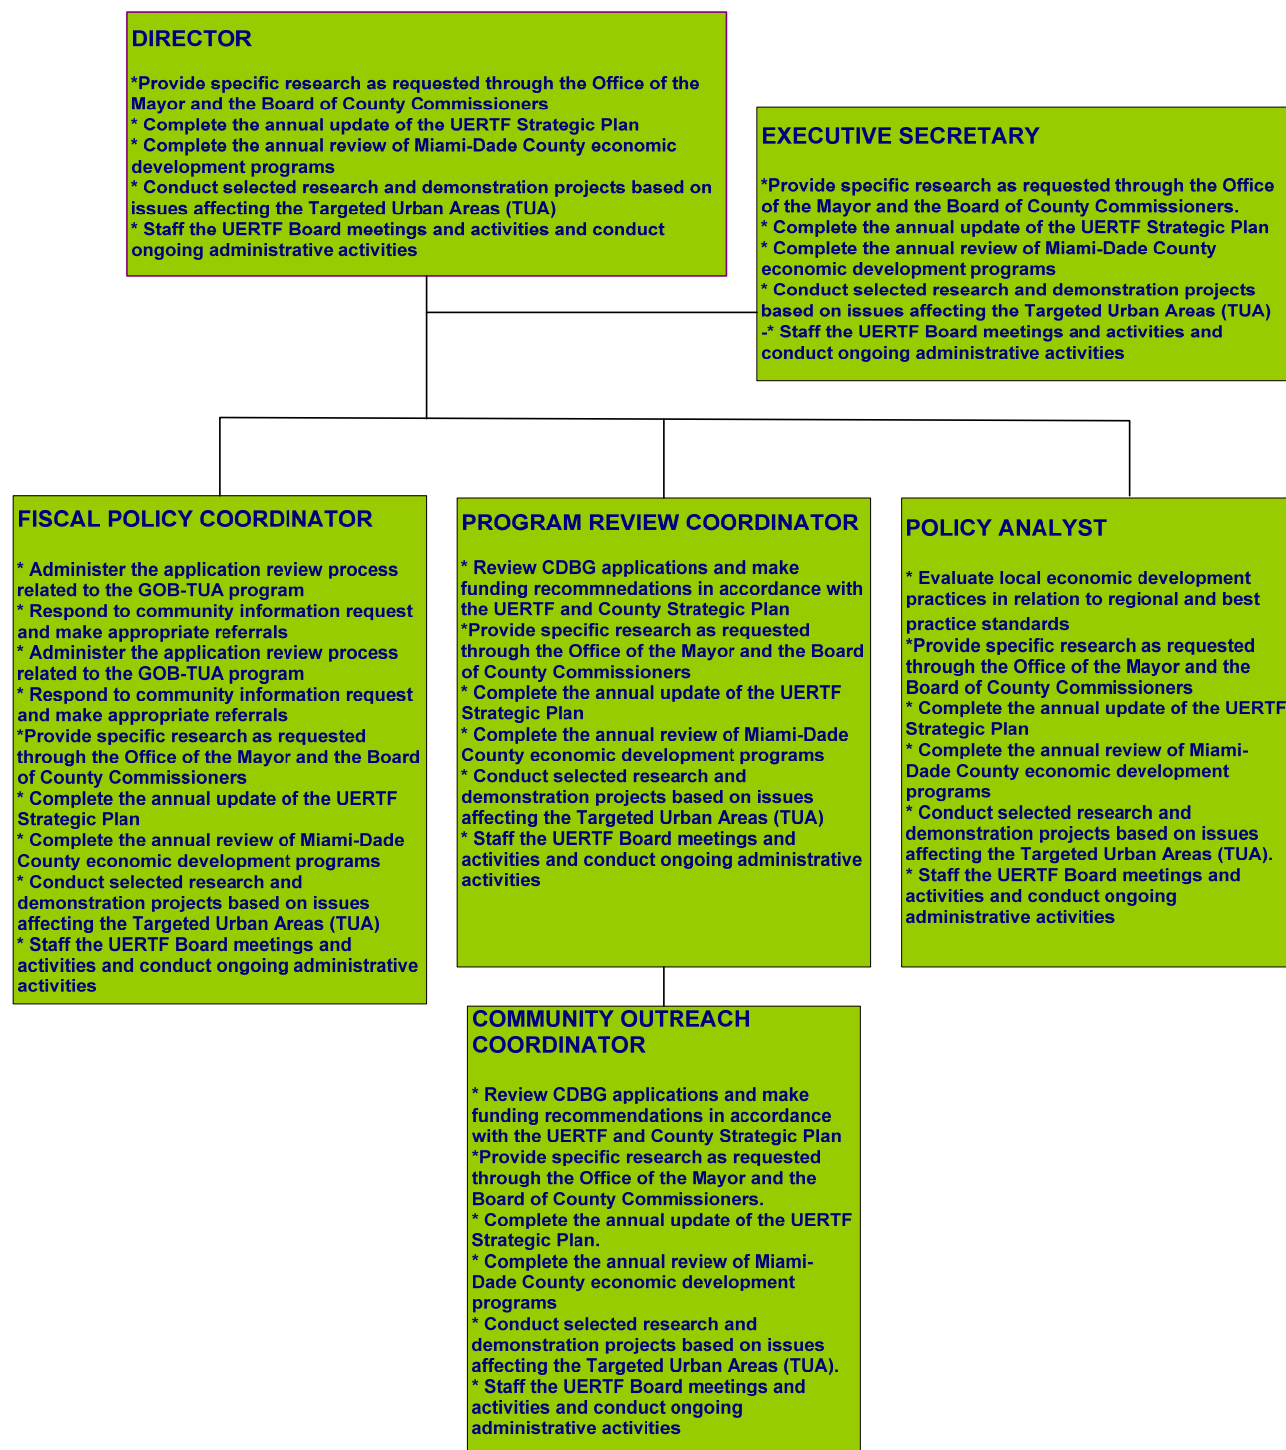 DIRECTOR
*Provide specific research as requested through the Office of the
Mayor and the Board of County Commissioners
* Complete the annual update of the UERTF Strategic Plan
* Complete the annual review of Miami-Dade County economic
development programs
* Conduct selected research and demonstration projects based on
issues affecting the Targeted Urban Areas (TUA)
* Staff the UERTF Board meetings and activities and conduct
ongoing administrative activities
EXECUTIVE SECRETARY
*Provide specific research as requested through the Office
of the Mayor and the Board of County Commissioners.
* Complete the annual update of the UERTF Strategic Plan
* Complete the annual review of Miami-Dade County
economic development programs
* Conduct selected research and demonstration projects
based on issues affecting the Targeted Urban Areas (TUA)
-* Staff the UERTF Board meetings and activities and
conduct ongoing administrative activities
FISCAL POLICY COORDINATOR
* Administer the application review process
related to the GOB-TUA program
* Respond to community information request
and make appropriate referrals
* Administer the application review process
related to the GOB-TUA program
* Respond to community information request
and make appropriate referrals
*Provide specific research as requested
through the Office of the Mayor and the Board
of County Commissioners
* Complete the annual update of the UERTF
Strategic Plan
* Complete the annual review of Miami-Dade
County economic development programs
* Conduct selected research and
demonstration projects based on issues
affecting the Targeted Urban Areas (TUA)
* Staff the UERTF Board meetings and
activities and conduct ongoing administrative
activities
PROGRAM REVIEW COORDINATOR
* Review CDBG applications and make
funding recommnedations in accordance with
the UERTF and County Strategic Plan
*Provide specific research as requested
through the Office of the Mayor and the Board
of County Commissioners
* Complete the annual update of the UERTF
Strategic Plan
* Complete the annual review of Miami-Dade
County economic development programs
* Conduct selected research and
demonstration projects based on issues
affecting the Targeted Urban Areas (TUA)
* Staff the UERTF Board meetings and
activities and conduct ongoing administrative
activities
POLICY ANALYST
* Evaluate local economic development
practices in relation to regional and best
practice standards
*Provide specific research as requested
through the Office of the Mayor and the
Board of County Commissioners
* Complete the annual update of the UERTF
Strategic Plan
* Complete the annual review of Miami-
Dade County economic development
programs
* Conduct selected research and
demonstration projects based on issues
affecting the Targeted Urban Areas (TUA).
* Staff the UERTF Board meetings and
activities and conduct ongoing
administrative activities
COMMUNITY OUTREACH
COORDINATOR
* Review CDBG applications and make
funding recommendations in accordance
with the UERTF and County Strategic Plan
*Provide specific research as requested
through the Office of the Mayor and the
Board of County Commissioners.
* Complete the annual update of the UERTF
Strategic Plan.
* Complete the annual review of Miami-
Dade County economic development
programs
* Conduct selected research and
demonstration projects based on issues
affecting the Targeted Urban Areas (TUA).
* Staff the UERTF Board meetings and
activities and conduct ongoing
administrative activities